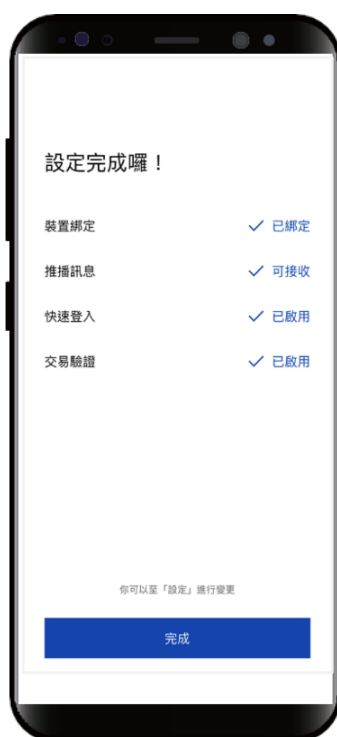 設定完成囉！
裝置綁定 已綁定
推播訊息 可接收
快速登入 已啟用
交易驗證 已啟用
你可以至「設定」進行變更
完成